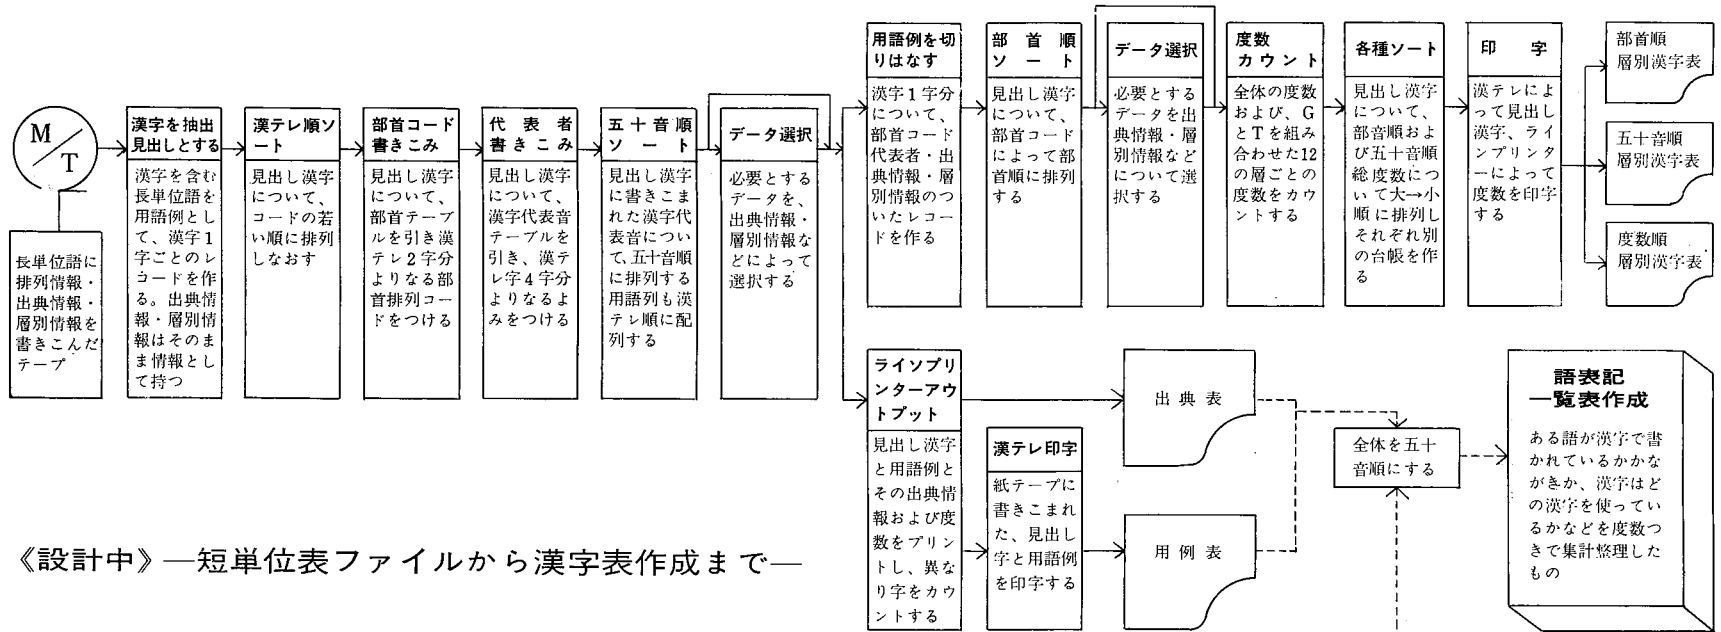 M/T
長単位語に
排列情報・
出典情報・
層別情報を
書きこんだ
テープ
漢字を抽出
見出しとする
漢字を含む
長単位語を
用語例とし
て、漢字1
字ごとのレ
コードを作
る。出典情
報・層別情
報はそのま
ま情報とし
て持つ
漢テレ順ソ
ート
見出し漢字
について、
コードの若
い順に排列
しなおす
部首コード
書きこみ
見出し漢字
について、
部首テーブ
ルを引き漢
テレ2字分
よりなる部
首排列コー
ドをつける
代表者
書きこみ
見出し漢字
について、
漢字代表音
テーブルを
引き、漢テ
レ字4字分
よりなるよ
みをつける
五十音順
ソート
見出し漢字
に書きこま
れた漢字代
表音につい
て、五十音順
に排列する
用語列も漢
テレ順に配
列する
データ選択
必要とする
データを、
出典情報・
層別情報な
どによって
選択する
用語例を切
りはなす
漢字1字分
について、
部首コード
代表者・出
典情報・層
別情報のつ
いたレコー
ドを作る
部首順
ソート
見出し漢字
について、
部首コード
によって部
首順に排列
する
データ選択
必要とする
データを出
典情報・層
別情報など
について選
択する
度数
カウント
全体の度数
および、G
とTを組み
合わせた12
の層ごとの
度数をカウ
ントする
各種ソート
見出し漢字
について、
部音順およ
び五十音順
総度数につ
いて大→小
順に排列し
それぞれ別
の台帳を作
る
印字
漢テレによ
って見出し
漢字、ライ
ンプリンタ
ーによって
度数を印字
する
部首順
層別漢字表
五十音順
層別漢字表
度数順
層別漢字表
ライソプリ
ンターアウ
トプット
見出し漢字
と用語例と
その出典情
報および度
数をプリン
トし、異な
り字をカウ
ントする
漢テレ印字
紙テープに
書きこまれ
た、見出し
字と用語例
を印字する
出典表
用例表
全体を五十
音順にする
語表記
一覧表作成
ある語が漢字で書
かれているかかな
がきか、漢字はど
の漢字を使ってい
るかなどを度数つ
きで集計整理した
もの
《設計中》—短単位表ファイルから漢字表作成まで—